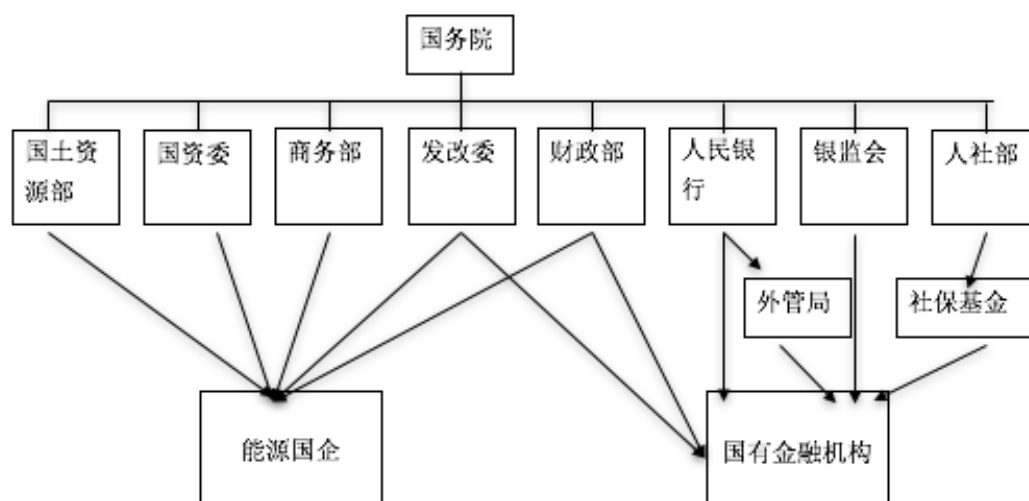 国务院
国土资
源部
国资委
商务部
发改委
财政部
人民银
行
银监会
人社部
外管局
社保基金
能源国企
国有金融机构